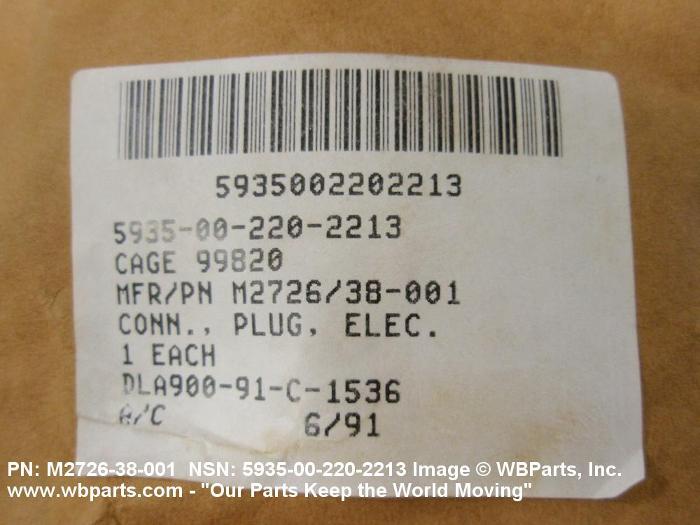 5935002202213
5935-00-220-2213
CAGE 99820
MFR/PN M2726/38-001
CONN., PLUG, ELEC.
1 EACH
DLA900-91-C-1536
A/C 6/91
PN: M2726-38-001 NSN: 5935-00-220-2213 Image © WBParts, Inc.
www.wbparts.com - "Our Parts Keep the World Moving"